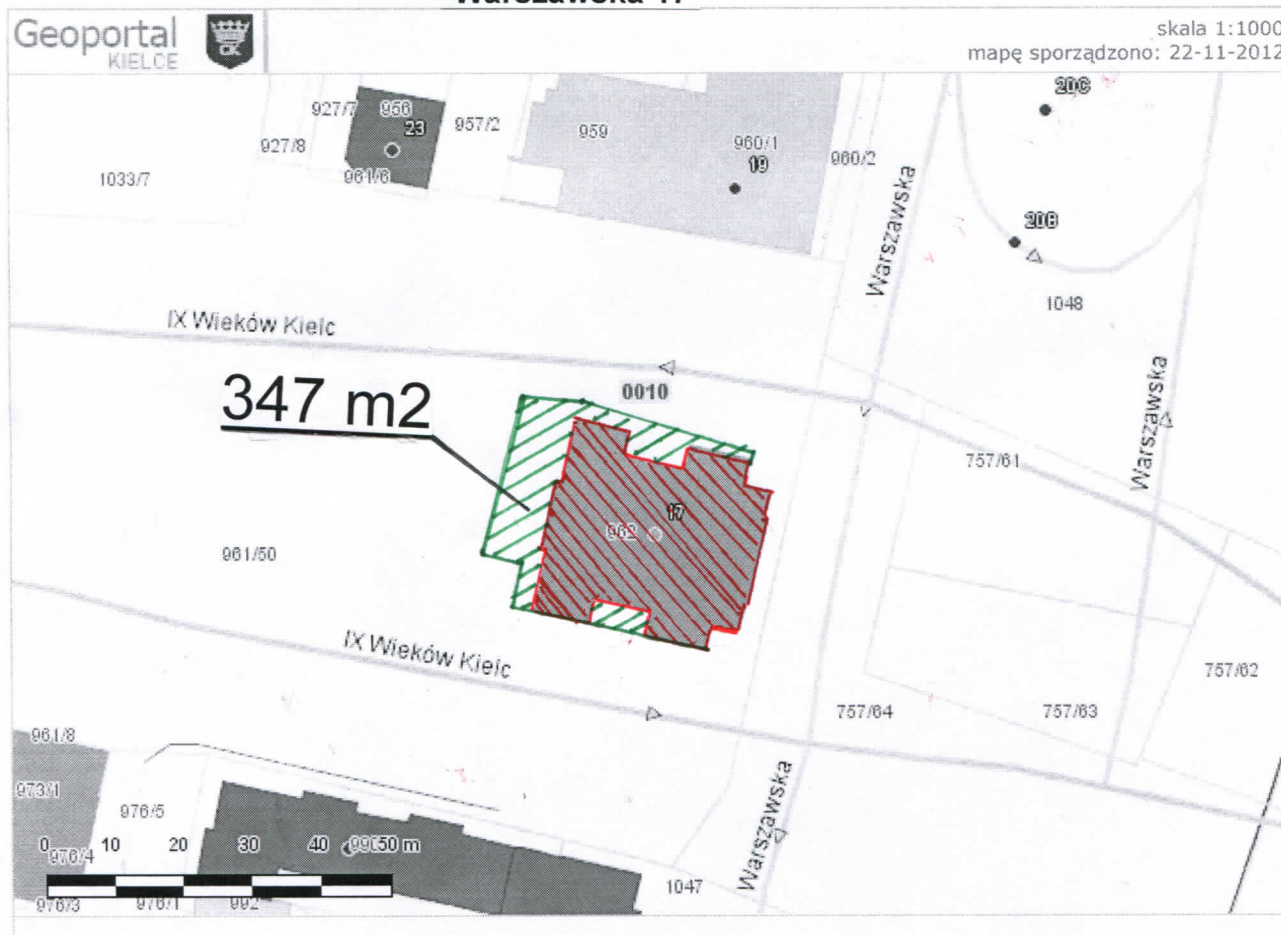 Warszawska 17
Geoportal
KIELCE
skala 1:1000
mapę sporządzono: 22-11-2012
20C
927/7
956
23
957/2
959
960/1
19
960/2
927/8
961/6
1033/7
Warszawska
20B
1048
IX Wieków Kielc
0010
347 m2
Warszawska
757/61
17
962
961/50
IX Wieków Kielc
757/62
757/64
757/63
961/8
973/1
976/5
Warszawska
0 10 20 30 40 50 m
976/4
1047
976/3
976/1
992